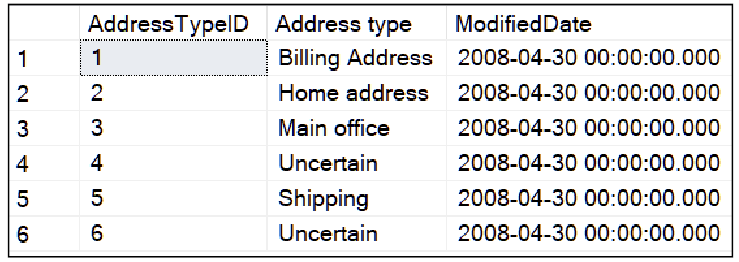 AddressTypeID Address type ModifiedDate
1 1 Billing Address 2008-04-30 00:00:00.000
2 2 Home address 2008-04-30 00:00:00.000
3 3 Main office 2008-04-30 00:00:00.000
4 4 Uncertain 2008-04-30 00:00:00.000
5 5 Shipping 2008-04-30 00:00:00.000
6 6 Uncertain 2008-04-30 00:00:00.000